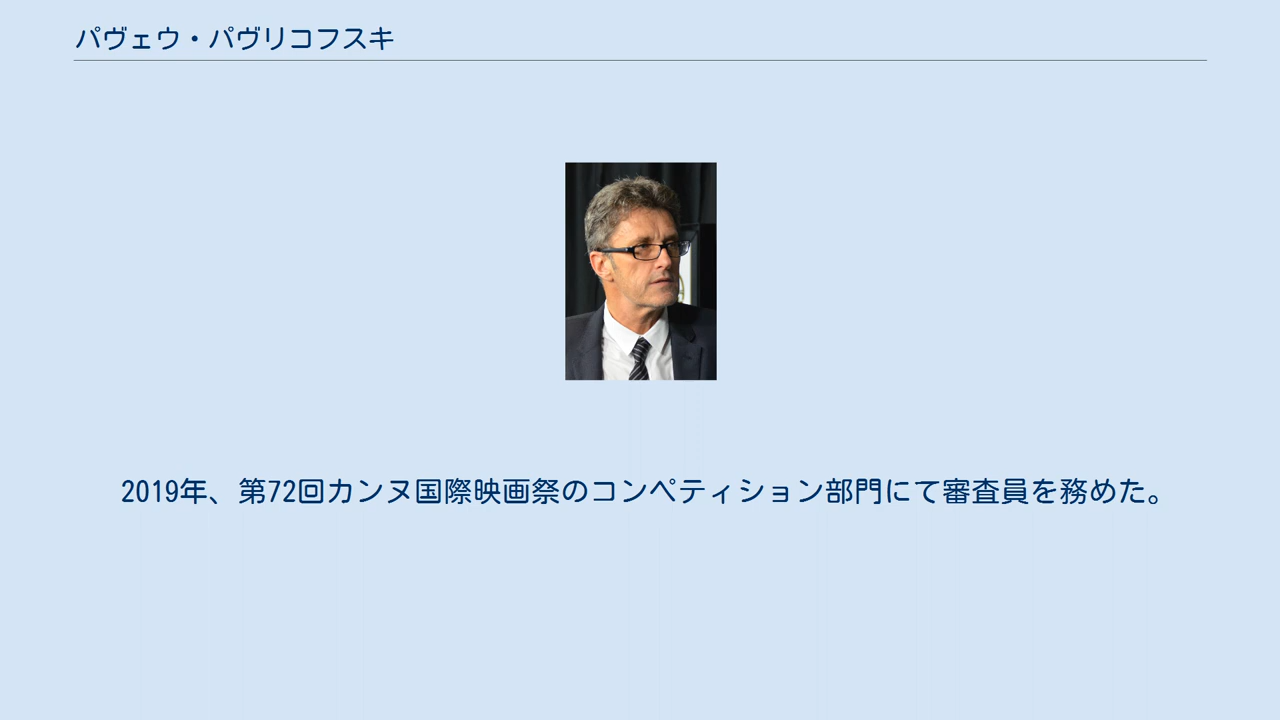 パヴェウ・パヴリコフスキ
2019年、第72回カンヌ国際映画祭のコンペティション部門にて審査員を務めた。